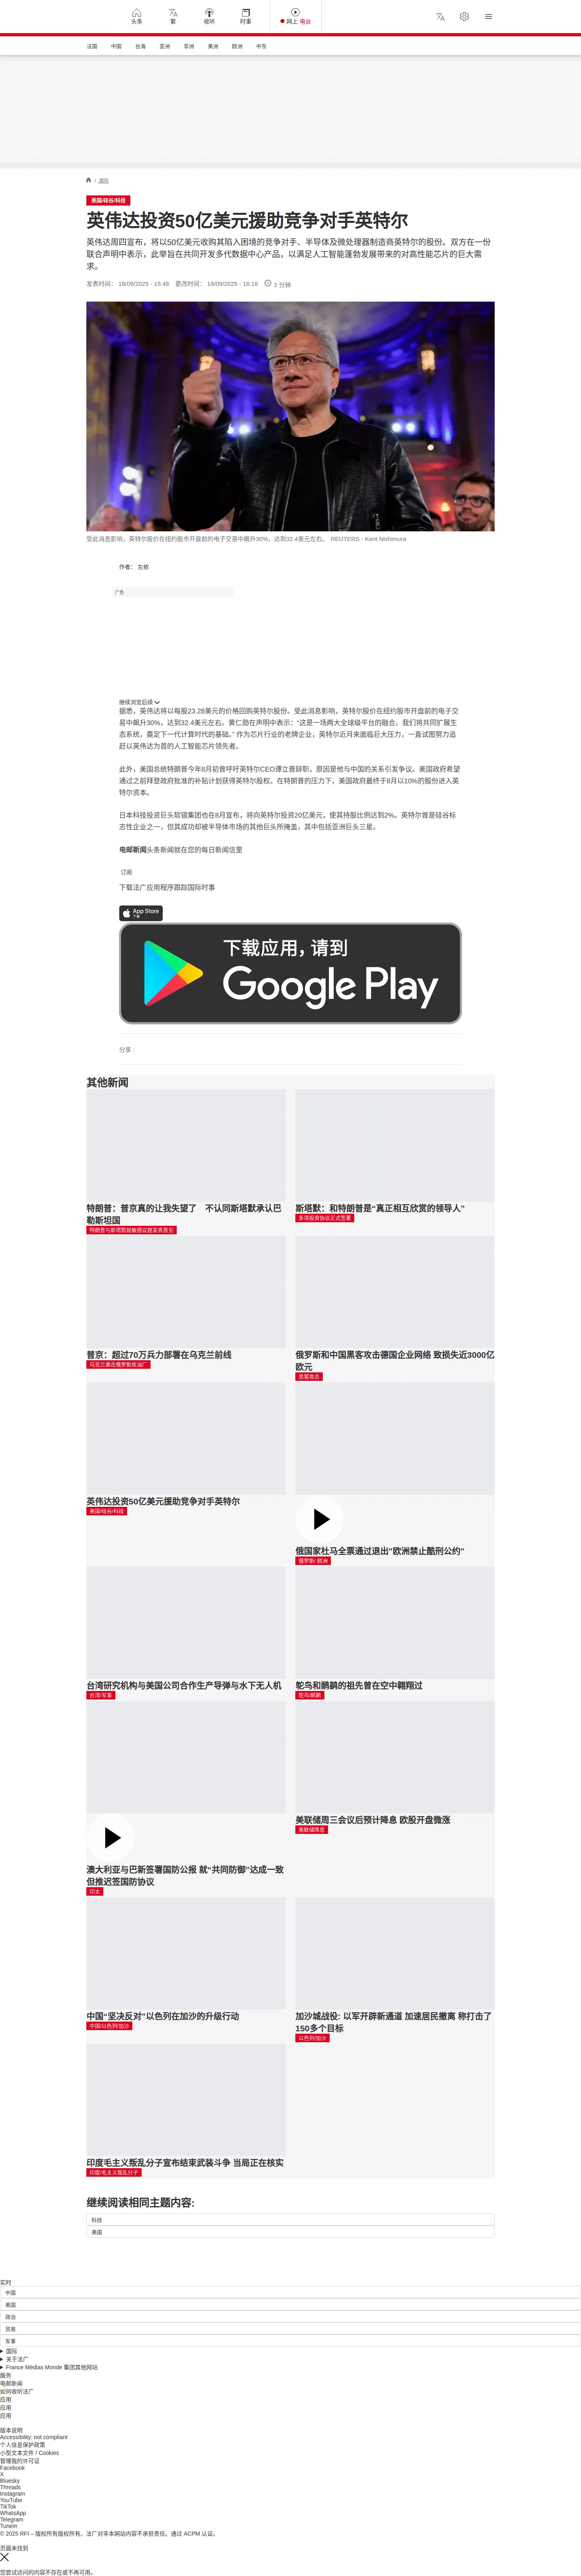 头条
繁
收听
时事
网上 电台
法国
中国
台海
亚洲
非洲
美洲
欧洲
中东
/ 国际
美国/硅谷/科技
英伟达投资50亿美元援助竞争对手英特尔
英伟达周四宣布，将以50亿美元收购其陷入困境的竞争对手、半导体及微处理器制造商英特尔的股份。双方在一份
联合声明中表示，此举旨在共同开发多代数据中心产品，以满足人工智能蓬勃发展带来的对高性能芯片的巨大需
求。
发表时间： 18/09/2025 - 15:46 更改时间： 18/09/2025 - 16:18 3 分钟
受此消息影响，英特尔股价在纽约股市开盘前的电子交易中飙升30%，达到32.4美元左右。 REUTERS - Kent Nishimura
作者： 左依
广告
继续浏览后续
据悉，英伟达将以每股23.28美元的价格回购英特尔股份。受此消息影响，英特尔股价在纽约股市开盘前的电子交
易中飙升30%，达到32.4美元左右。黄仁勋在声明中表示：“这是一场两大全球级平台的融合。我们将共同扩展生
态系统，奠定下一代计算时代的基础。” 作为芯片行业的老牌企业，英特尔近月来面临巨大压力，一直试图努力追
赶以英伟达为首的人工智能芯片领先者。
此外，美国总统特朗普今年8月初曾呼吁英特尔CEO谭立普辞职，原因是他与中国的关系引发争议。美国政府希望
通过之前拜登政府批准的补贴计划获得英特尔股权。在特朗普的压力下，美国政府最终于8月以10%的股份进入英
特尔资本。
日本科技投资巨头软银集团也在8月宣布，将向英特尔投资20亿美元，使其持股比例达到2%。英特尔曾是硅谷标
志性企业之一，但其成功却被半导体市场的其他巨头所掩盖，其中包括亚洲巨头三星。
电邮新闻头条新闻就在您的每日新闻信里
订阅
下载法广应用程序跟踪国际时事
App Store
下载
下载应用，请到
Google Play
分享 :
其他新闻
特朗普：普京真的让我失望了 不认同斯塔默承认巴
勒斯坦国
特朗普与斯塔默就敏感议题发表意见
斯塔默：和特朗普是“真正相互欣赏的领导人”
多项投资协议正式签署
普京：超过70万兵力部署在乌克兰前线
乌克兰袭击俄罗斯炼油厂
俄罗斯和中国黑客攻击德国企业网络 致损失近3000亿
欧元
黑客攻击
英伟达投资50亿美元援助竞争对手英特尔
美国/硅谷/科技
俄国家杜马全票通过退出"欧洲禁止酷刑公约"
俄罗斯/ 欧洲
台湾研究机构与美国公司合作生产导弹与水下无人机
台湾/军事
鸵鸟和鹋鹋的祖先曾在空中翱翔过
鸵鸟/鹋鹋
澳大利亚与巴新签署国防公报 就"共同防御"达成一致
但推迟签国防协议
印太
美联储周三会议后预计降息 欧股开盘微涨
美联储降息
中国“坚决反对”以色列在加沙的升级行动
中国/以色列/加沙
加沙城战役: 以军开辟新通道 加速居民撤离 称打击了
150多个目标
以色列/加沙
印度毛主义叛乱分子宣布结束武装斗争 当局正在核实
印度/毛主义叛乱分子
继续阅读相同主题内容:
科技
美国
实时
中国
美国
政治
贸易
军事
国际
关于法广
France Médias Monde 集团其他网站
服务
电邮新闻
如何收听法广
应用
应用
应用
版本说明
Accessibility: not compliant
个人信息保护政策
小型文本文件 / Cookies
管理我的许可证
Facebook
X
Bluesky
Threads
Instagram
YouTube
TikTok
WhatsApp
Telegram
TuneIn
© 2025 RFI – 版权所有版权所有。法广对非本网站内容不承担责任。通过 ACPM 认证。
页面未找到
您尝试访问的内容不存在或不再可用。